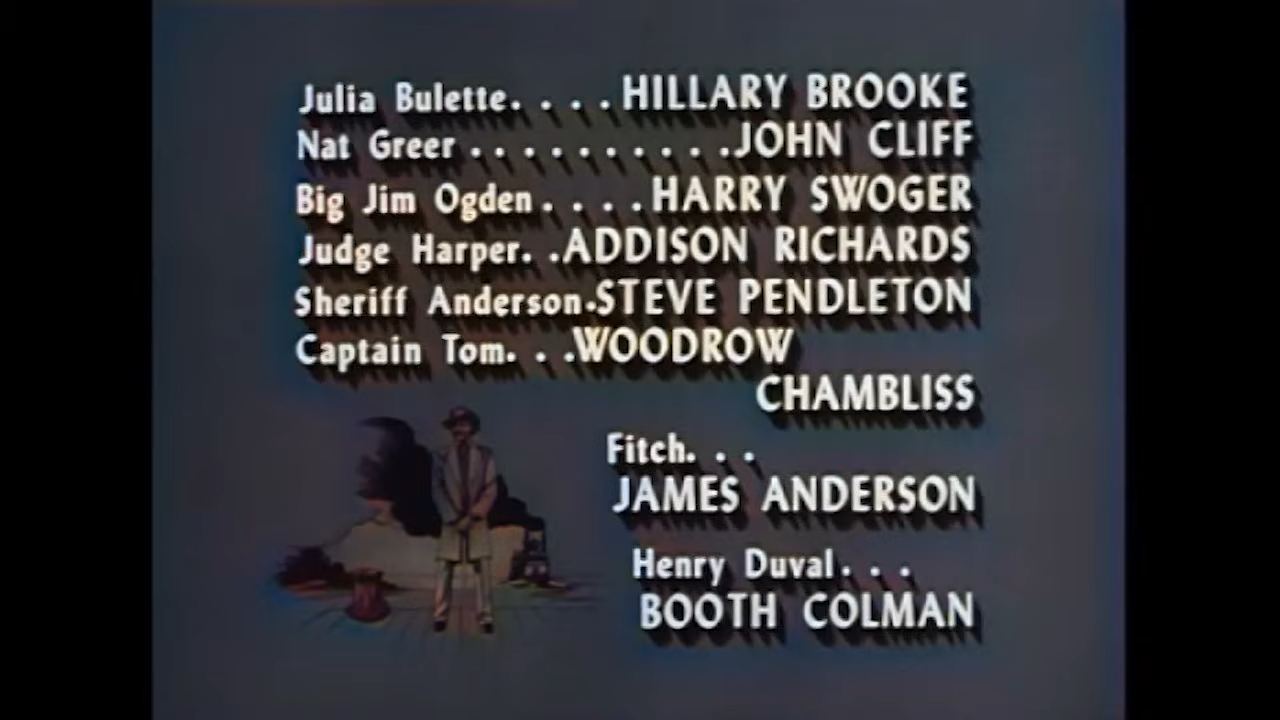 Julia Bulette. . . . HILLARY BROOKE
Nat Greer . . . . . . . . . . JOHN CLIFF
Big Jim Ogden . . . . HARRY SWOGER
Judge Harper. . ADDISON RICHARDS
Sheriff Anderson. STEVE PENDLETON
Captain Tom. . . WOODROW
CHAMBLISS
Fitch. . .
JAMES ANDERSON
Henry Duval . . .
BOOTH COLMAN